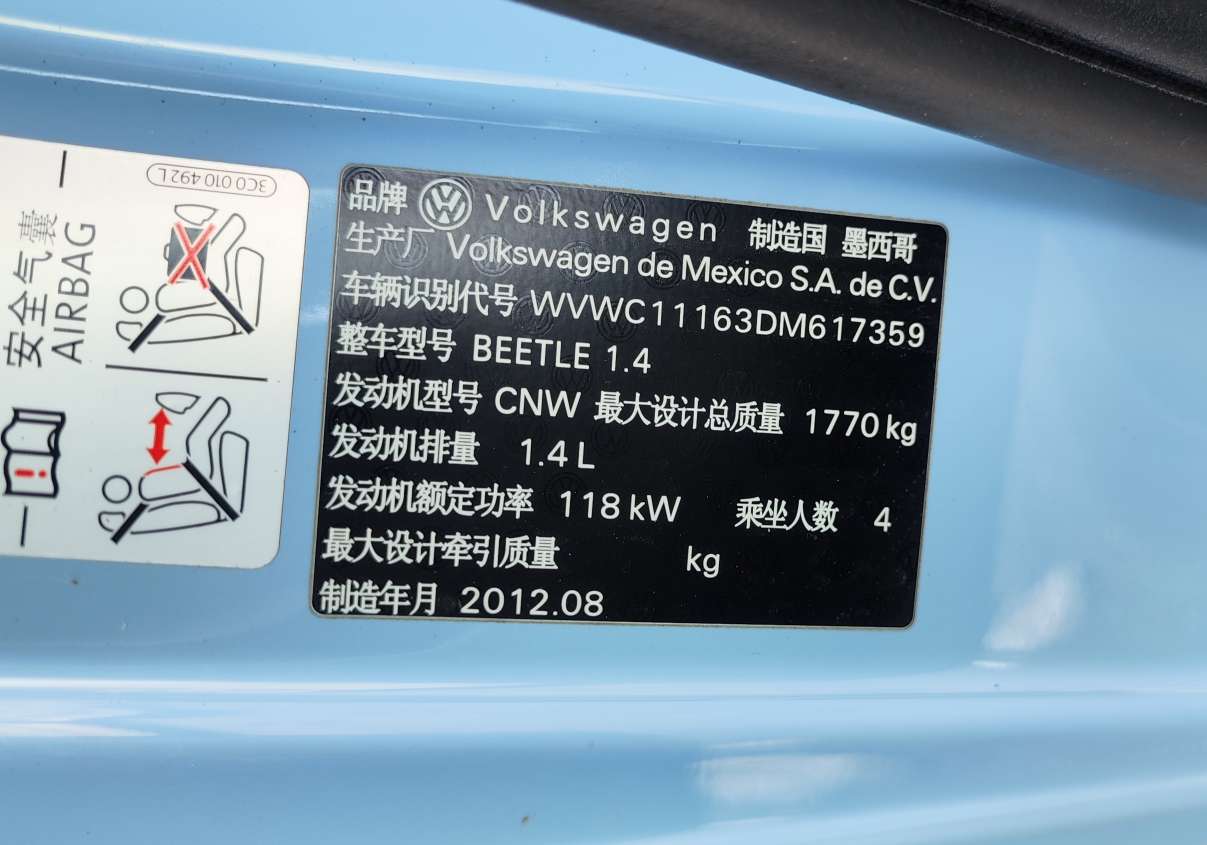 3C0 010 492 L
安全气囊
AIRBAG
品牌 Volkswagen 制造国 墨西哥
生产厂 Volkswagen de Mexico S.A. de C.V.
车辆识别代号 WVWC11163DM617359
整车型号 BEETLE 1.4
发动机型号 CNW 最大设计总质量 1770 kg
发动机排量 1.4 L
发动机额定功率 118 kW 乘坐人数 4
最大设计牵引质量 kg
制造年月 2012.08